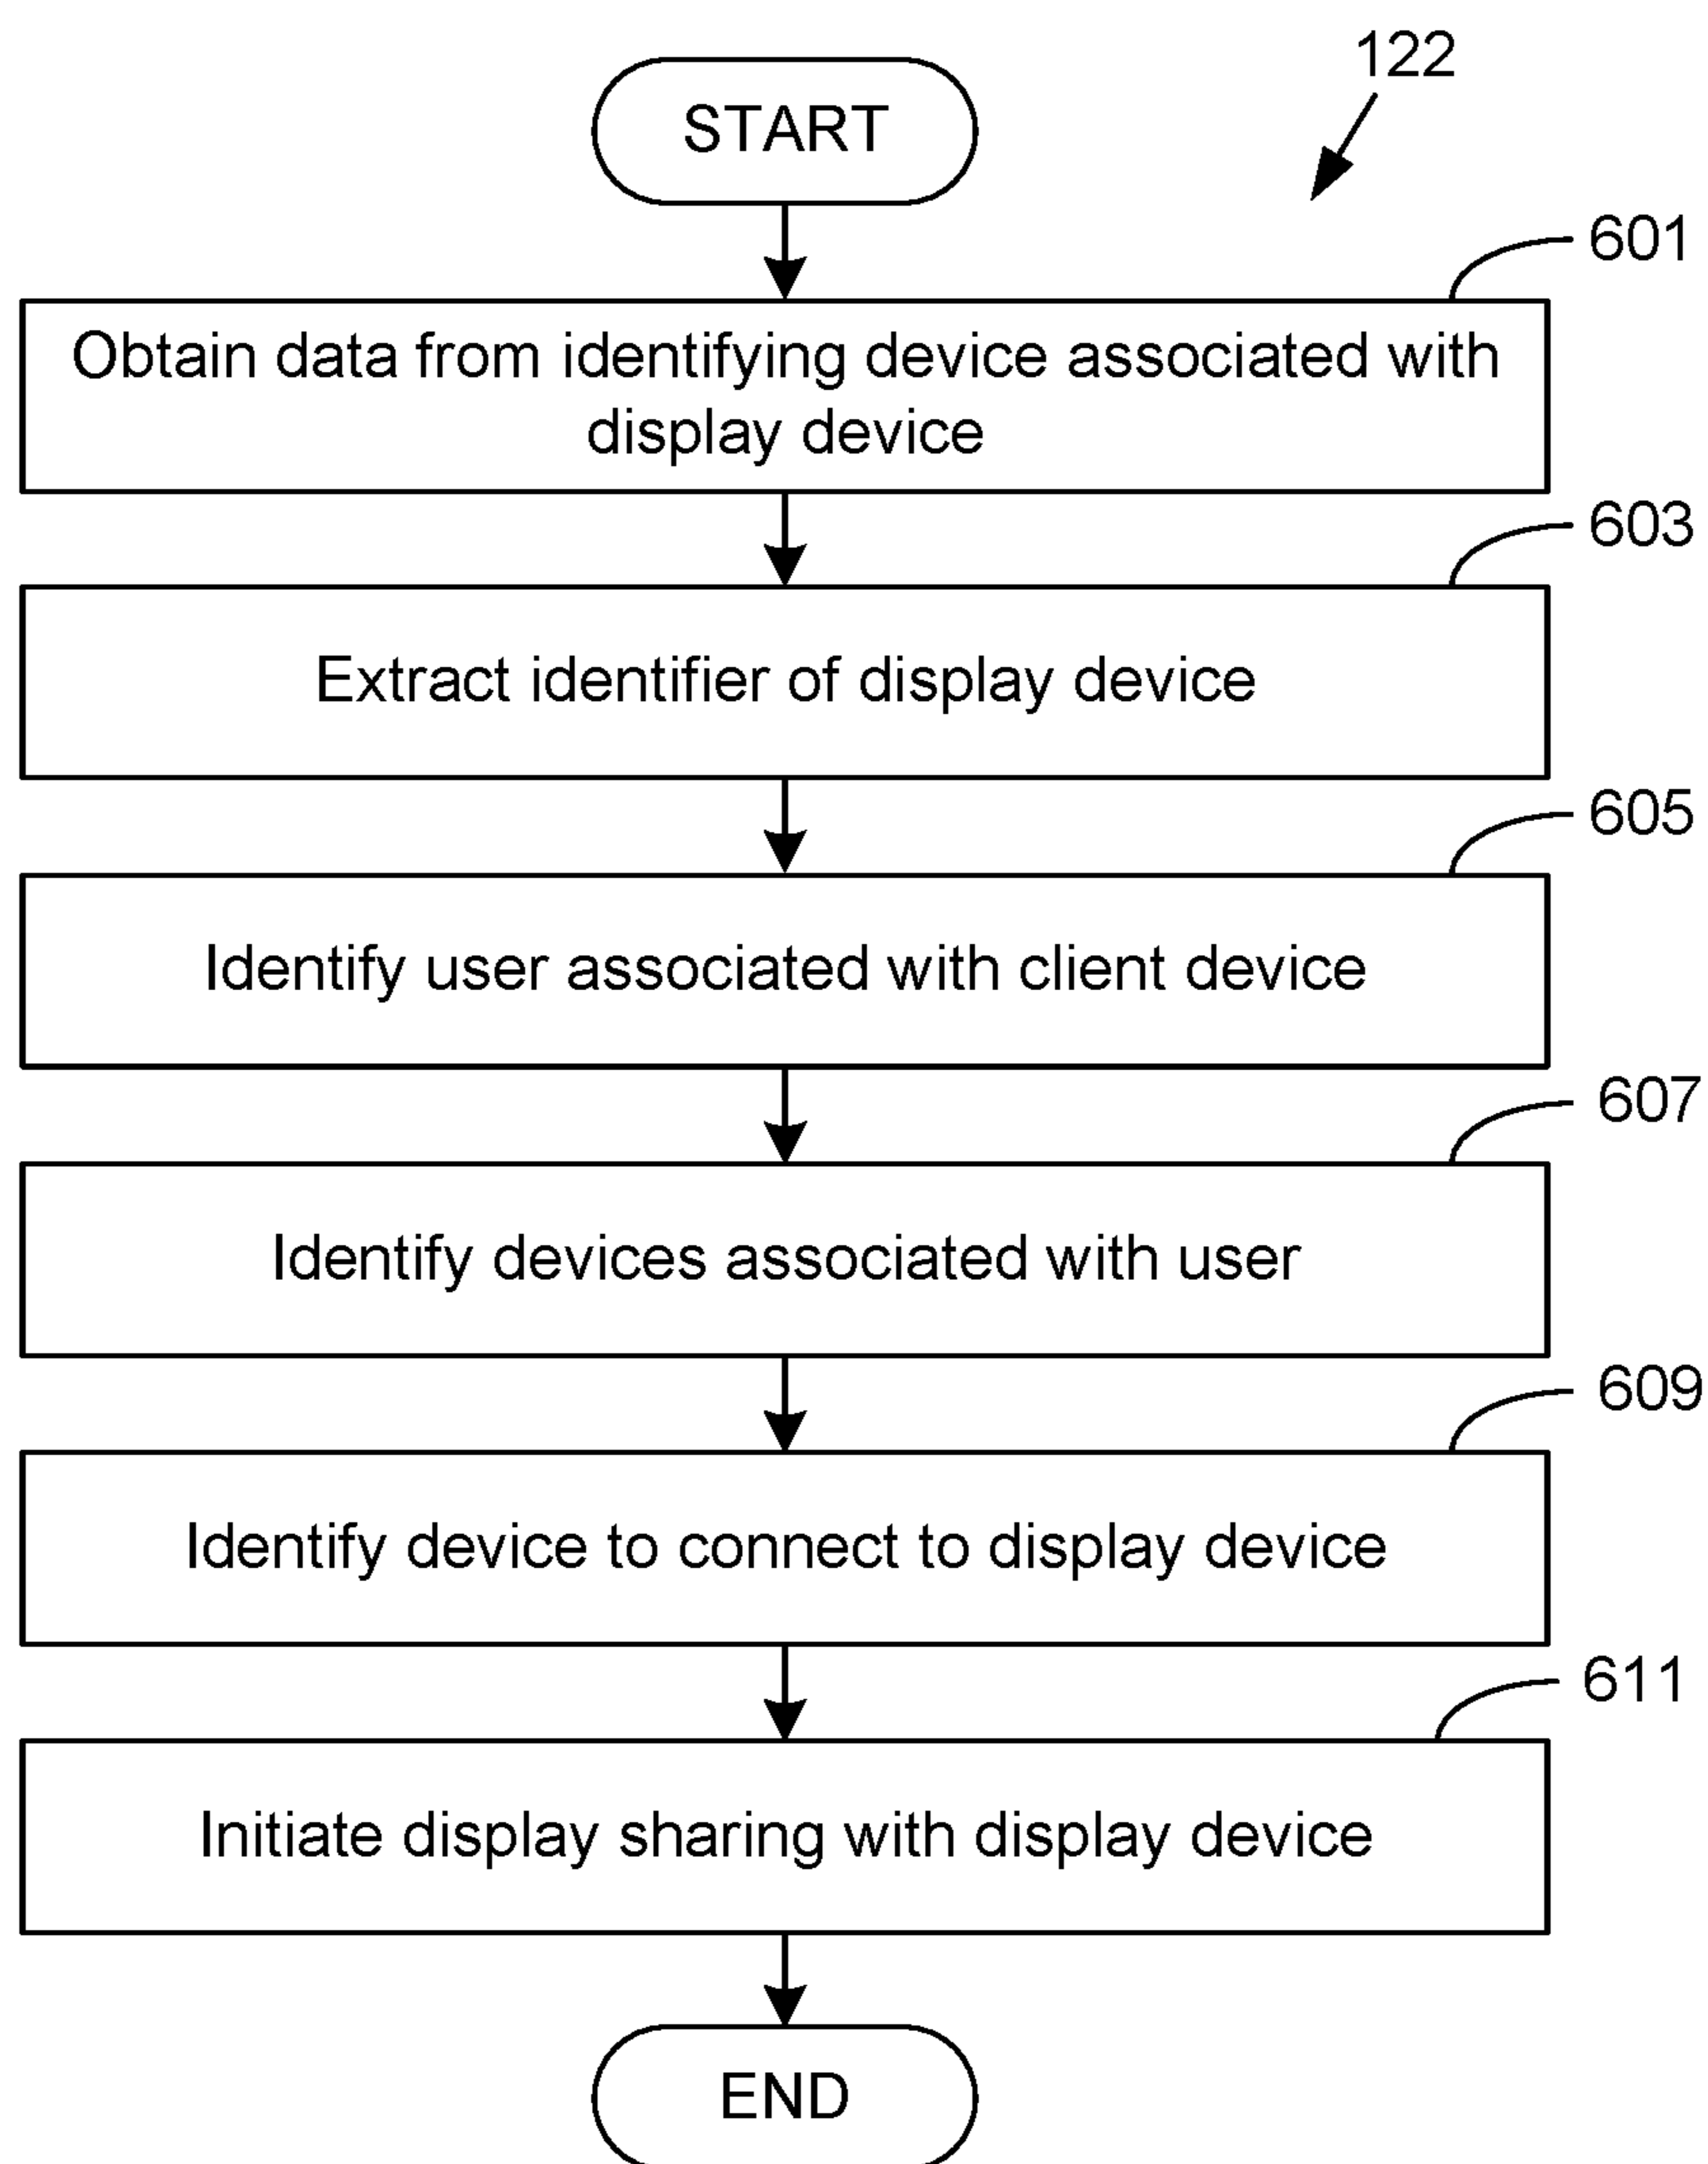 122
START
601
Obtain data from identifying device associated with
display device
603
Extract identifier of display device
605
Identify user associated with client device
607
Identify devices associated with user
609
Identify device to connect to display device
611
Initiate display sharing with display device
END